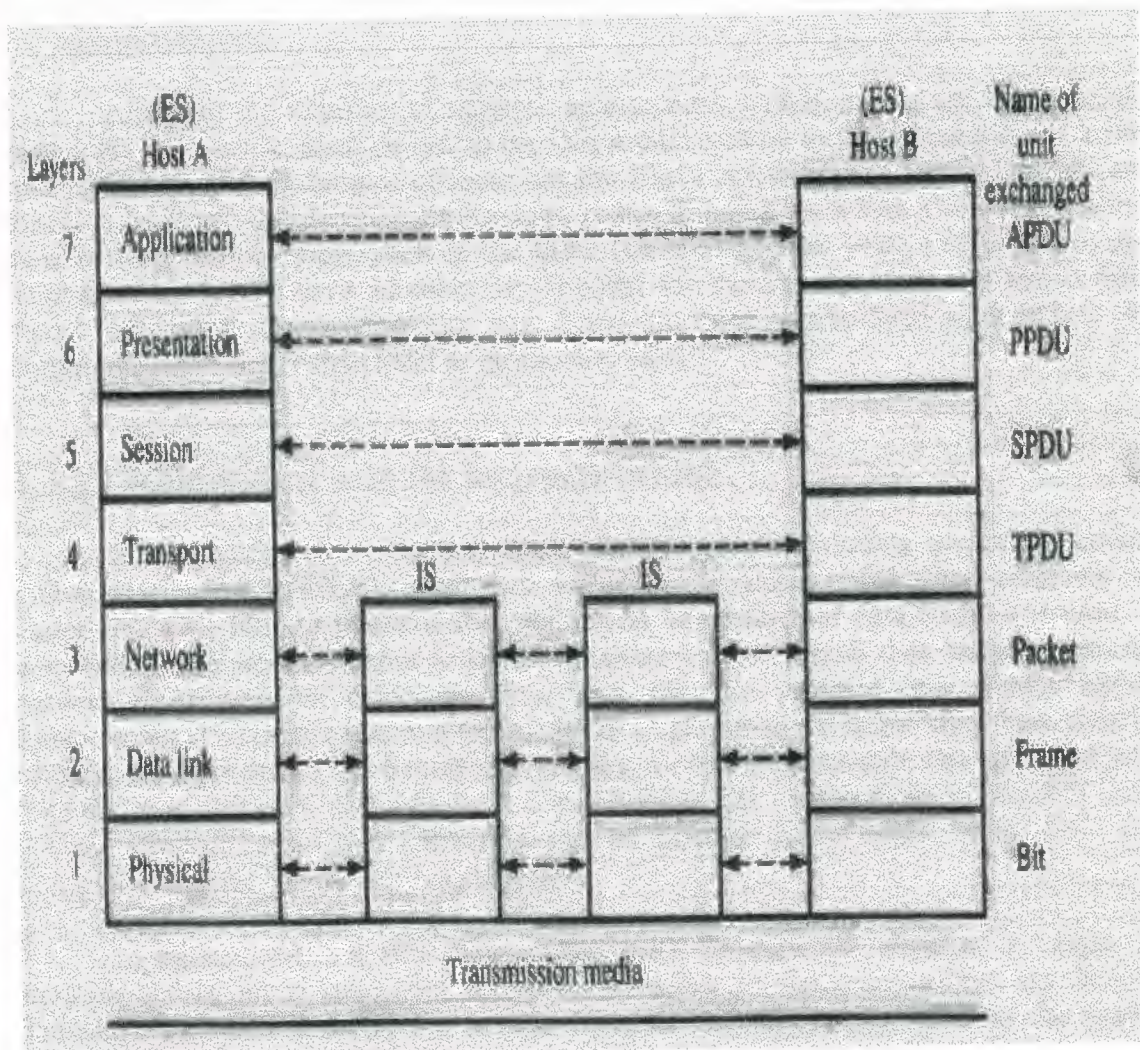 (ES)
Host A
(ES)
Host B
Name of
unit
exchanged
Layers
7 Application APDU
6 Presentation PPDU
5 Session SPDU
4 Transport TPDU
IS IS
3 Network Packet
2 Data link Frame
1 Physical Bit
Transmission media